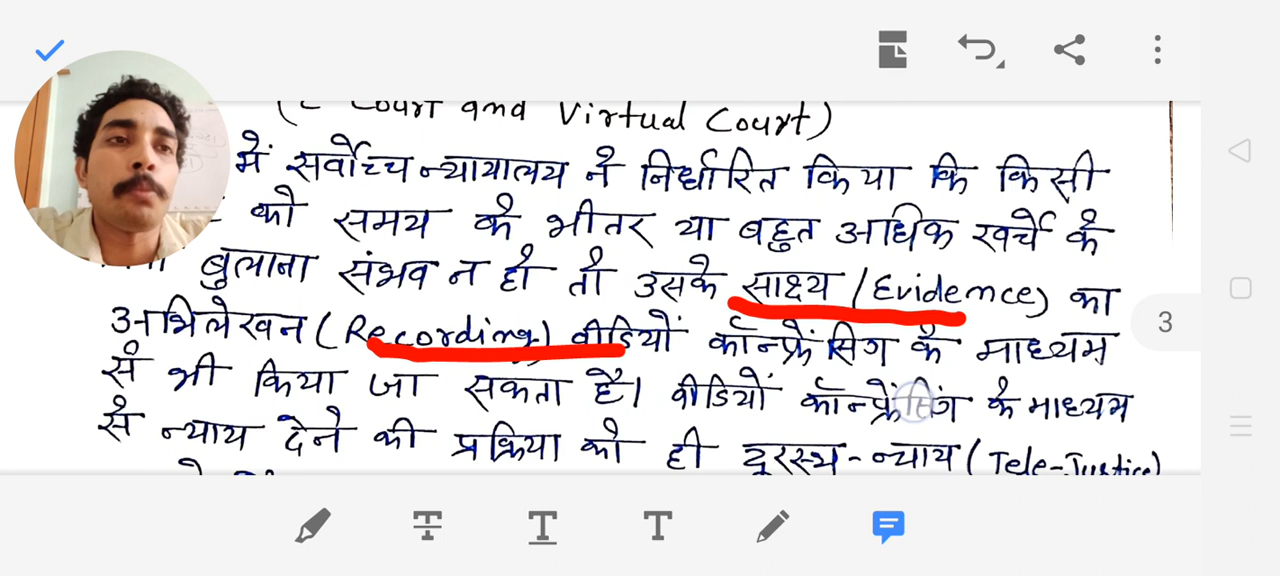 (E Court and Virtual Court)
में सर्वोच्च न्यायालय ने निर्धारित किया कि किसी
को समय के भीतर या बहुत अधिक खर्चे के
बुलाना संभव न हो तो उसके साक्ष्य (Evidence) का
अभिलेखन (Recording) वीडियों कॉन्फ्रेंसिग के माध्यम
सें भी किया जा सकता हैं। वीडियों कॉन्फ्रेंसिंग के माध्यम
सें न्याय देने की प्रक्रिया को ही दूरस्थ-न्याय (Tele-Justice)
3